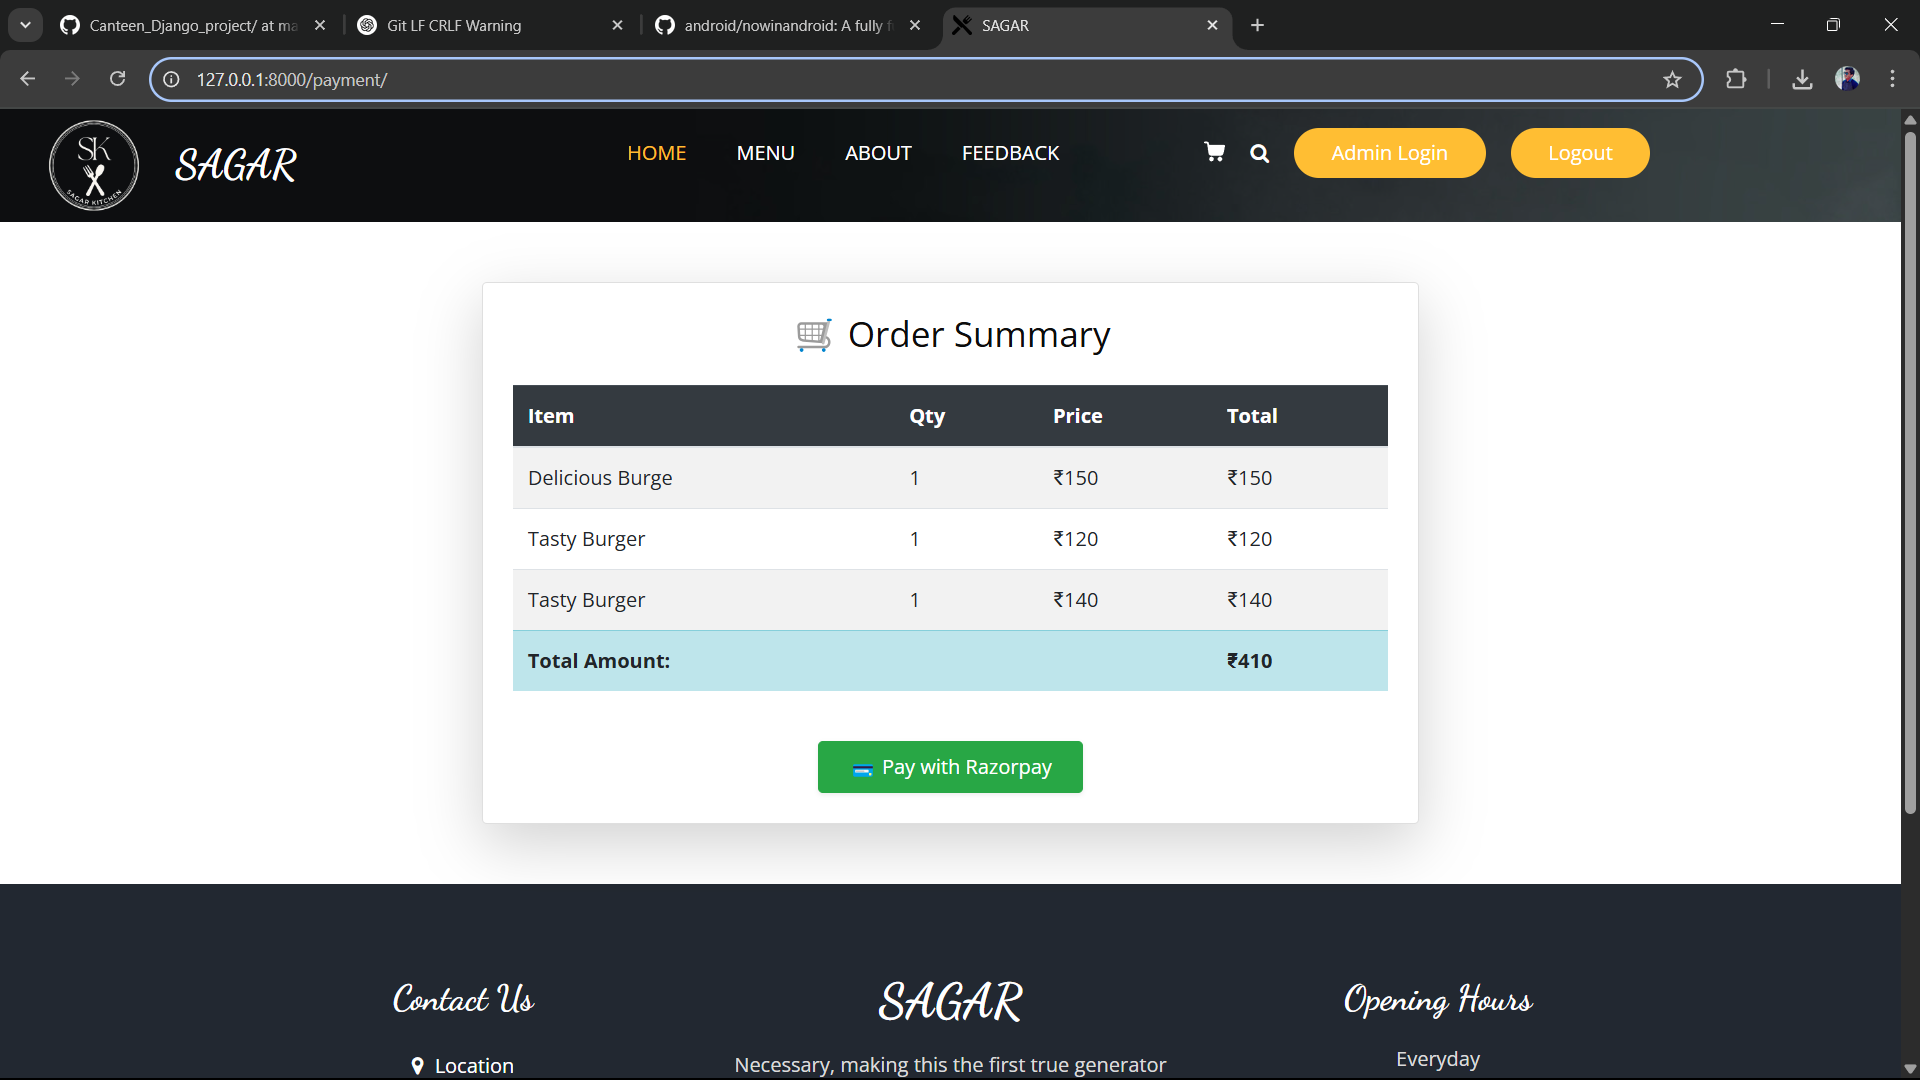 Canteen_Django_project/ at ma
Git LF CRLF Warning
android/nowinandroid: A fully f
SAGAR
127.0.0.1:8000/payment/
SK
SAGAR KITCHEN
SAGAR
HOME MENU ABOUT FEEDBACK
Admin Login Logout
Order Summary
Item Qty Price Total
Delicious Burge 1 ₹150 ₹150
Tasty Burger 1 ₹120 ₹120
Tasty Burger 1 ₹140 ₹140
Total Amount: ₹410
Pay with Razorpay
Contact Us
Location
SAGAR
Necessary, making this the first true generator
Opening Hours
Everyday